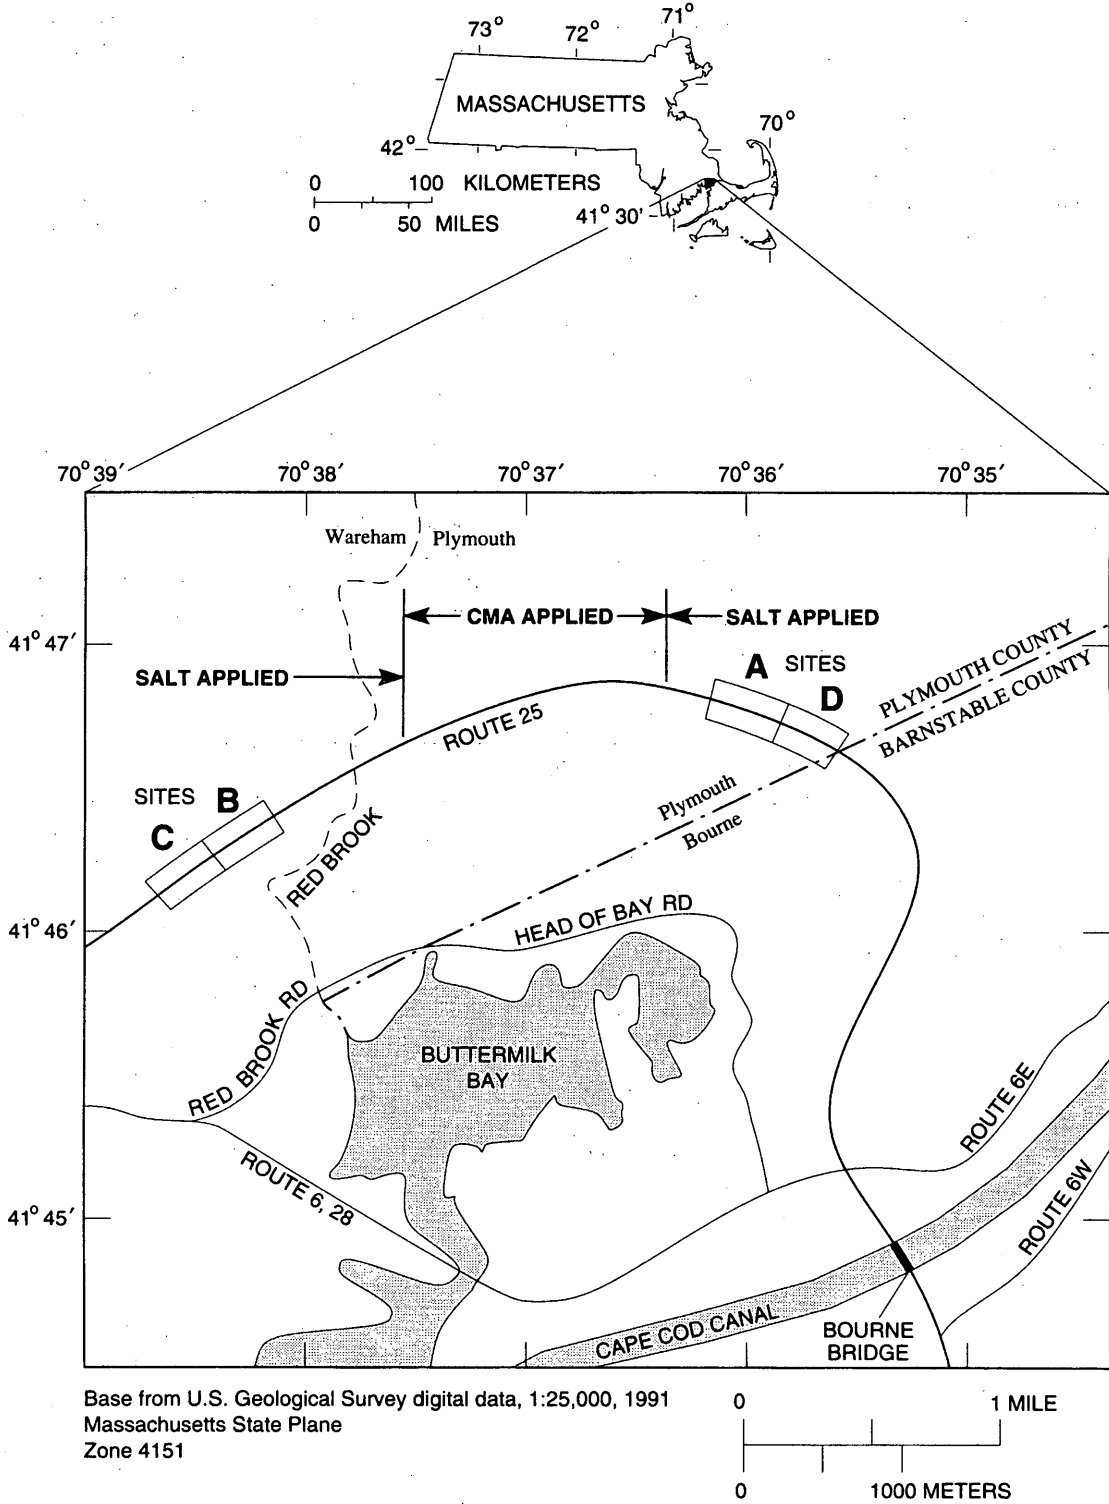 73° 72° 71°
MASSACHUSETTS
70°
42°
0 100 KILOMETERS
0 50 MILES
41° 30'
70° 39' 70° 38' 70° 37' 70° 36' 70° 35'
Wareham Plymouth
CMA APPLIED SALT APPLIED
41° 47'
SALT APPLIED
A SITES
D
PLYMOUTH COUNTY
BARNSTABLE COUNTY
ROUTE 25
SITES B
C
Plymouth
Bourne
RED BROOK
41° 46'
HEAD OF BAY RD
RED BROOK RD
BUTTERMILK
BAY
ROUTE 6E
ROUTE 6, 28
ROUTE 6W
41° 45'
CAPE COD CANAL
BOURNE
BRIDGE
Base from U.S. Geological Survey digital data, 1:25,000, 1991
Massachusetts State Plane
Zone 4151
0 1 MILE
0 1000 METERS